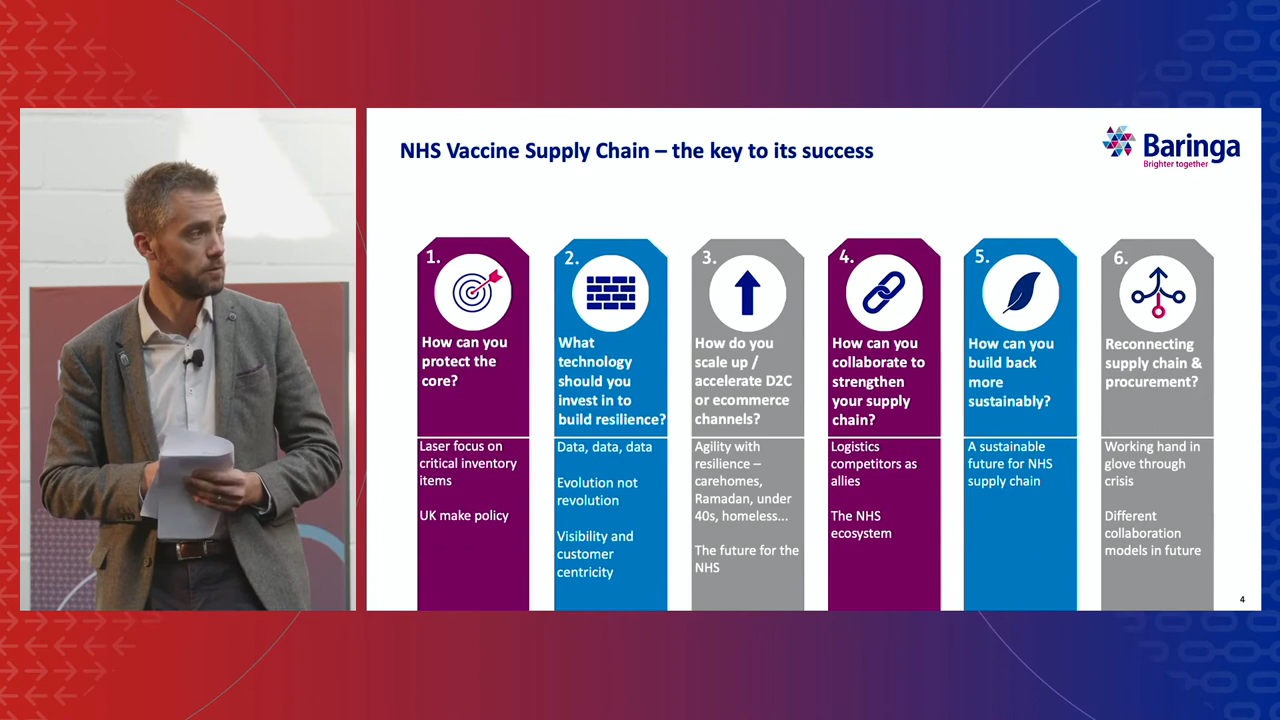 NHS Vaccine Supply Chain – the key to its success
Baringa
Brighter together
1.
How can you
protect the
core?
Laser focus on
critical inventory
items
UK make policy
2.
What
technology
should you
invest in to
build resilience?
Data, data, data
Evolution not
revolution
Visibility and
customer
centricity
3.
How do you
scale up /
accelerate D2C
or ecommerce
channels?
Agility with
resilience –
carehomes,
Ramadan, under
40s, homeless...
The future for the
NHS
4.
How can you
collaborate to
strengthen
your supply
chain?
Logistics
competitors as
allies
The NHS
ecosystem
5.
How can you
build back
more
sustainably?
A sustainable
future for NHS
supply chain
6.
Reconnecting
supply chain &
procurement?
Working hand in
glove through
crisis
Different
collaboration
models in future
4